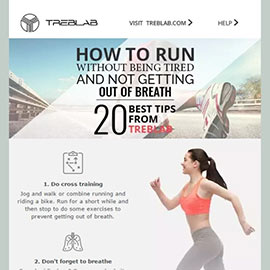 TREBLAB
VISIT TREBLAB.COM
HELP
HOW TO RUN
WITHOUT BEING TIRED
AND NOT GETTING
OUT OF BREATH
20 BEST TIPS
FROM
TREBLAB
1. Do cross training
Jog and walk or combine running and
riding a bike. Run for a short while and
then stop to do some exercises to
prevent getting out of breath.
2. Don't forget to breathe